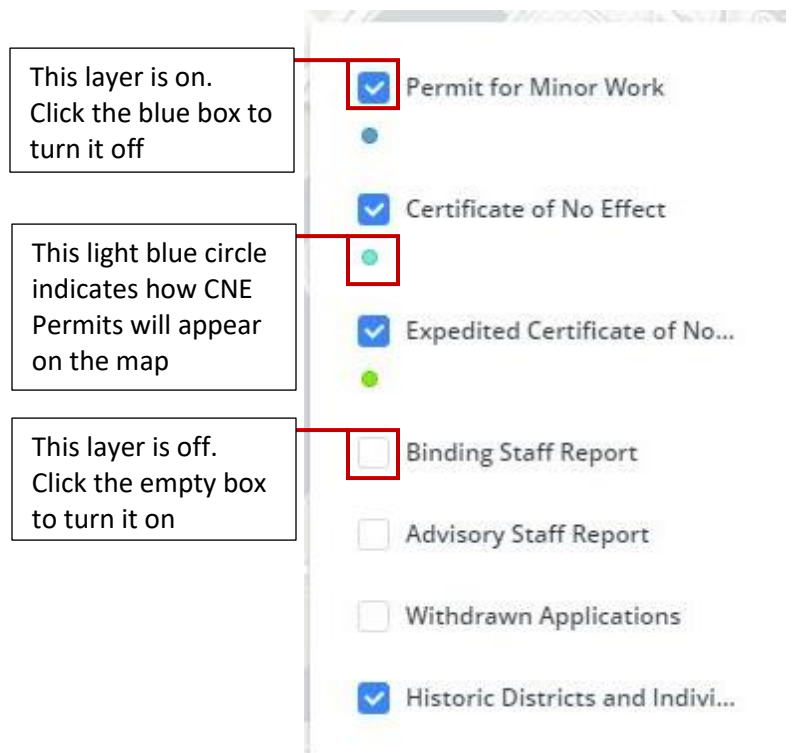 This layer is on.
Click the blue box to
turn it off
Permit for Minor Work
Certificate of No Effect
This light blue circle
indicates how CNE
Permits will appear
on the map
Expedited Certificate of No...
This layer is off.
Click the empty box
to turn it on
Binding Staff Report
Advisory Staff Report
Withdrawn Applications
Historic Districts and Indivi...